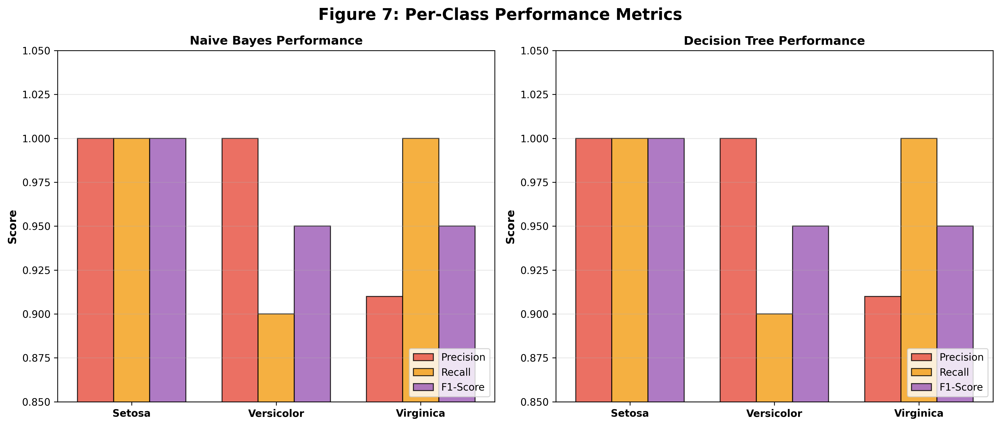 Figure 7: Per-Class Performance Metrics
Naive Bayes Performance
1.050
1.025
1.000
0.975
0.950
0.925
0.900
0.875
0.850
Score
Setosa
Versicolor
Virginica
Precision
Recall
F1-Score
Decision Tree Performance
1.050
1.025
1.000
0.975
0.950
0.925
0.900
0.875
0.850
Score
Setosa
Versicolor
Virginica
Precision
Recall
F1-Score